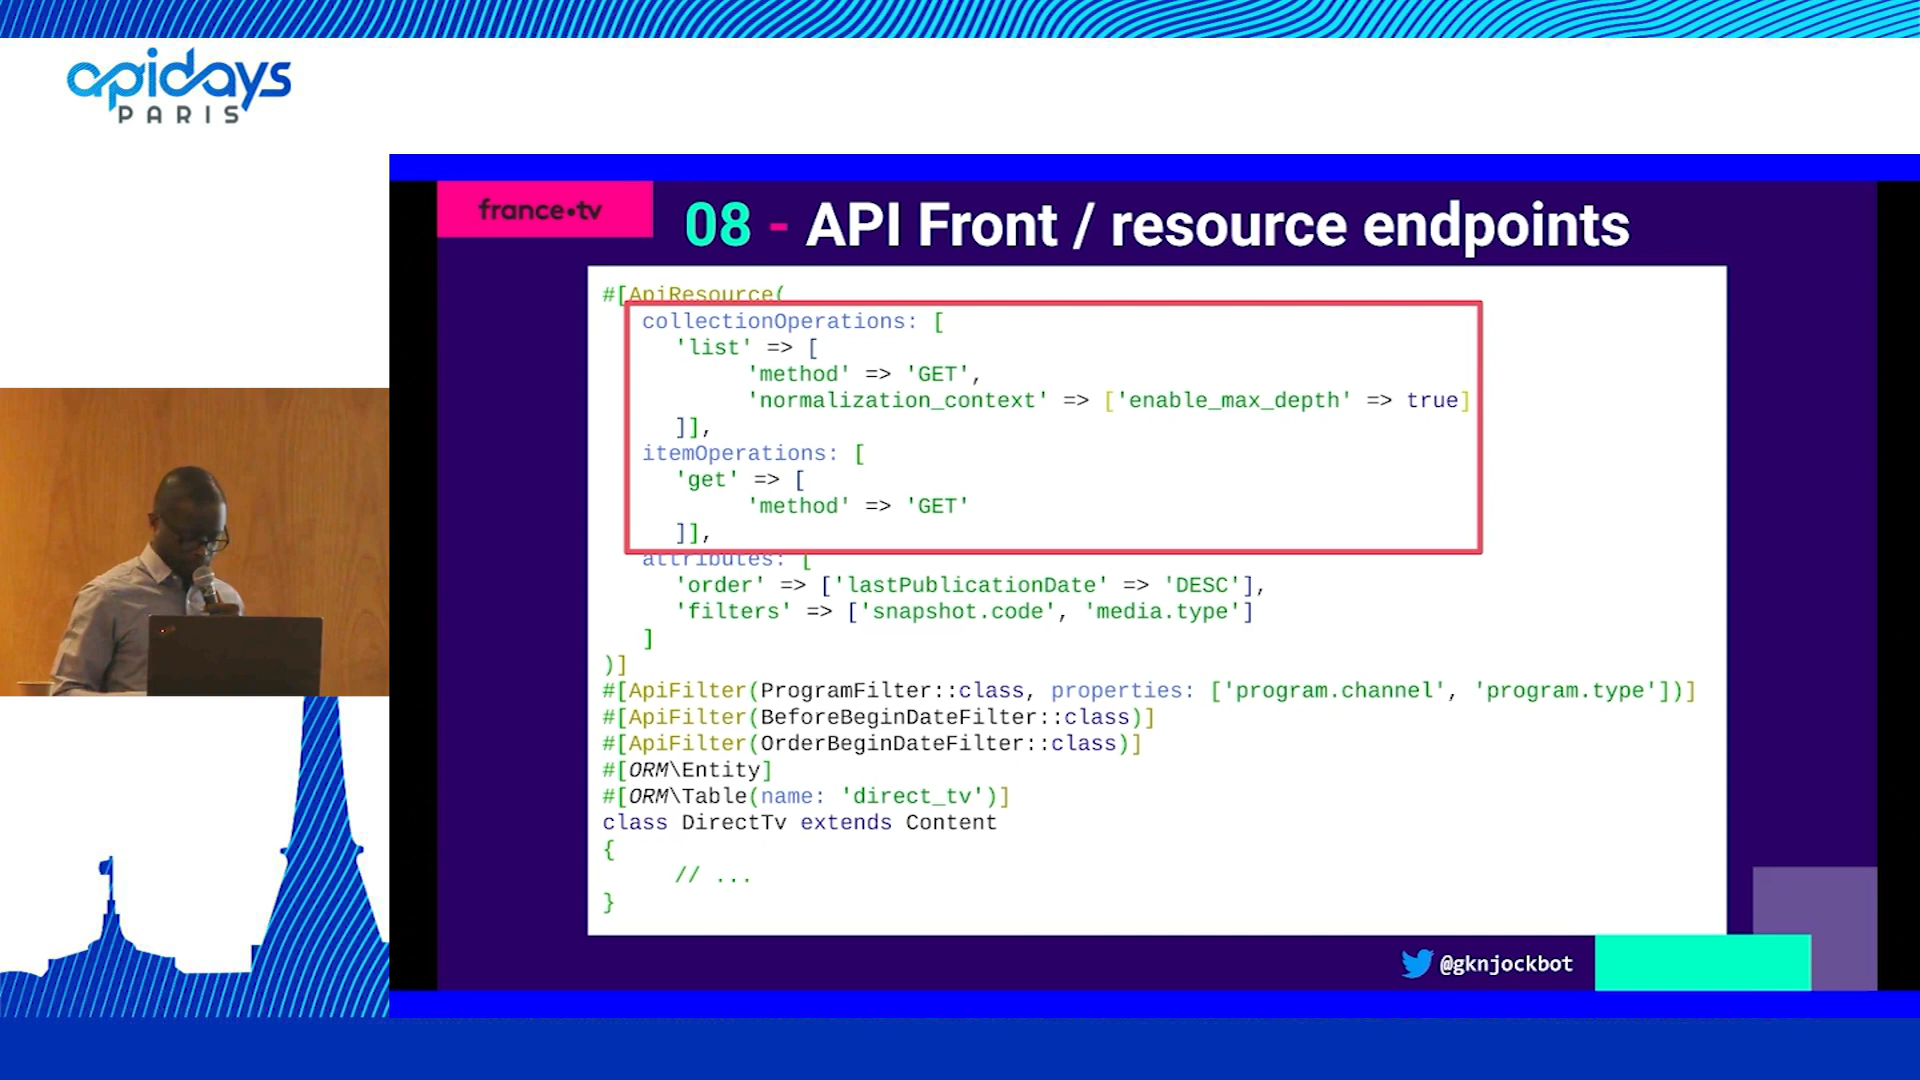 apidays
PARIS
france•tv
08 - API Front / resource endpoints
#[ApiResource(
collectionOperations: [
'list' => [
'method' => 'GET',
'normalization_context' => ['enable_max_depth' => true]
]],
itemOperations: [
'get' => [
'method' => 'GET'
]],
attributes: [
'order' => ['lastPublicationDate' => 'DESC'],
'filters' => ['snapshot.code', 'media.type']
]
)]
#[ApiFilter(ProgramFilter::class, properties: ['program.channel', 'program.type'])]
#[ApiFilter(BeforeBeginDateFilter::class)]
#[ApiFilter(OrderBeginDateFilter::class)]
#[ORM\Entity]
#[ORM\Table(name: 'direct_tv')]
class DirectTv extends Content
{
// ...
}
@gknjockbot